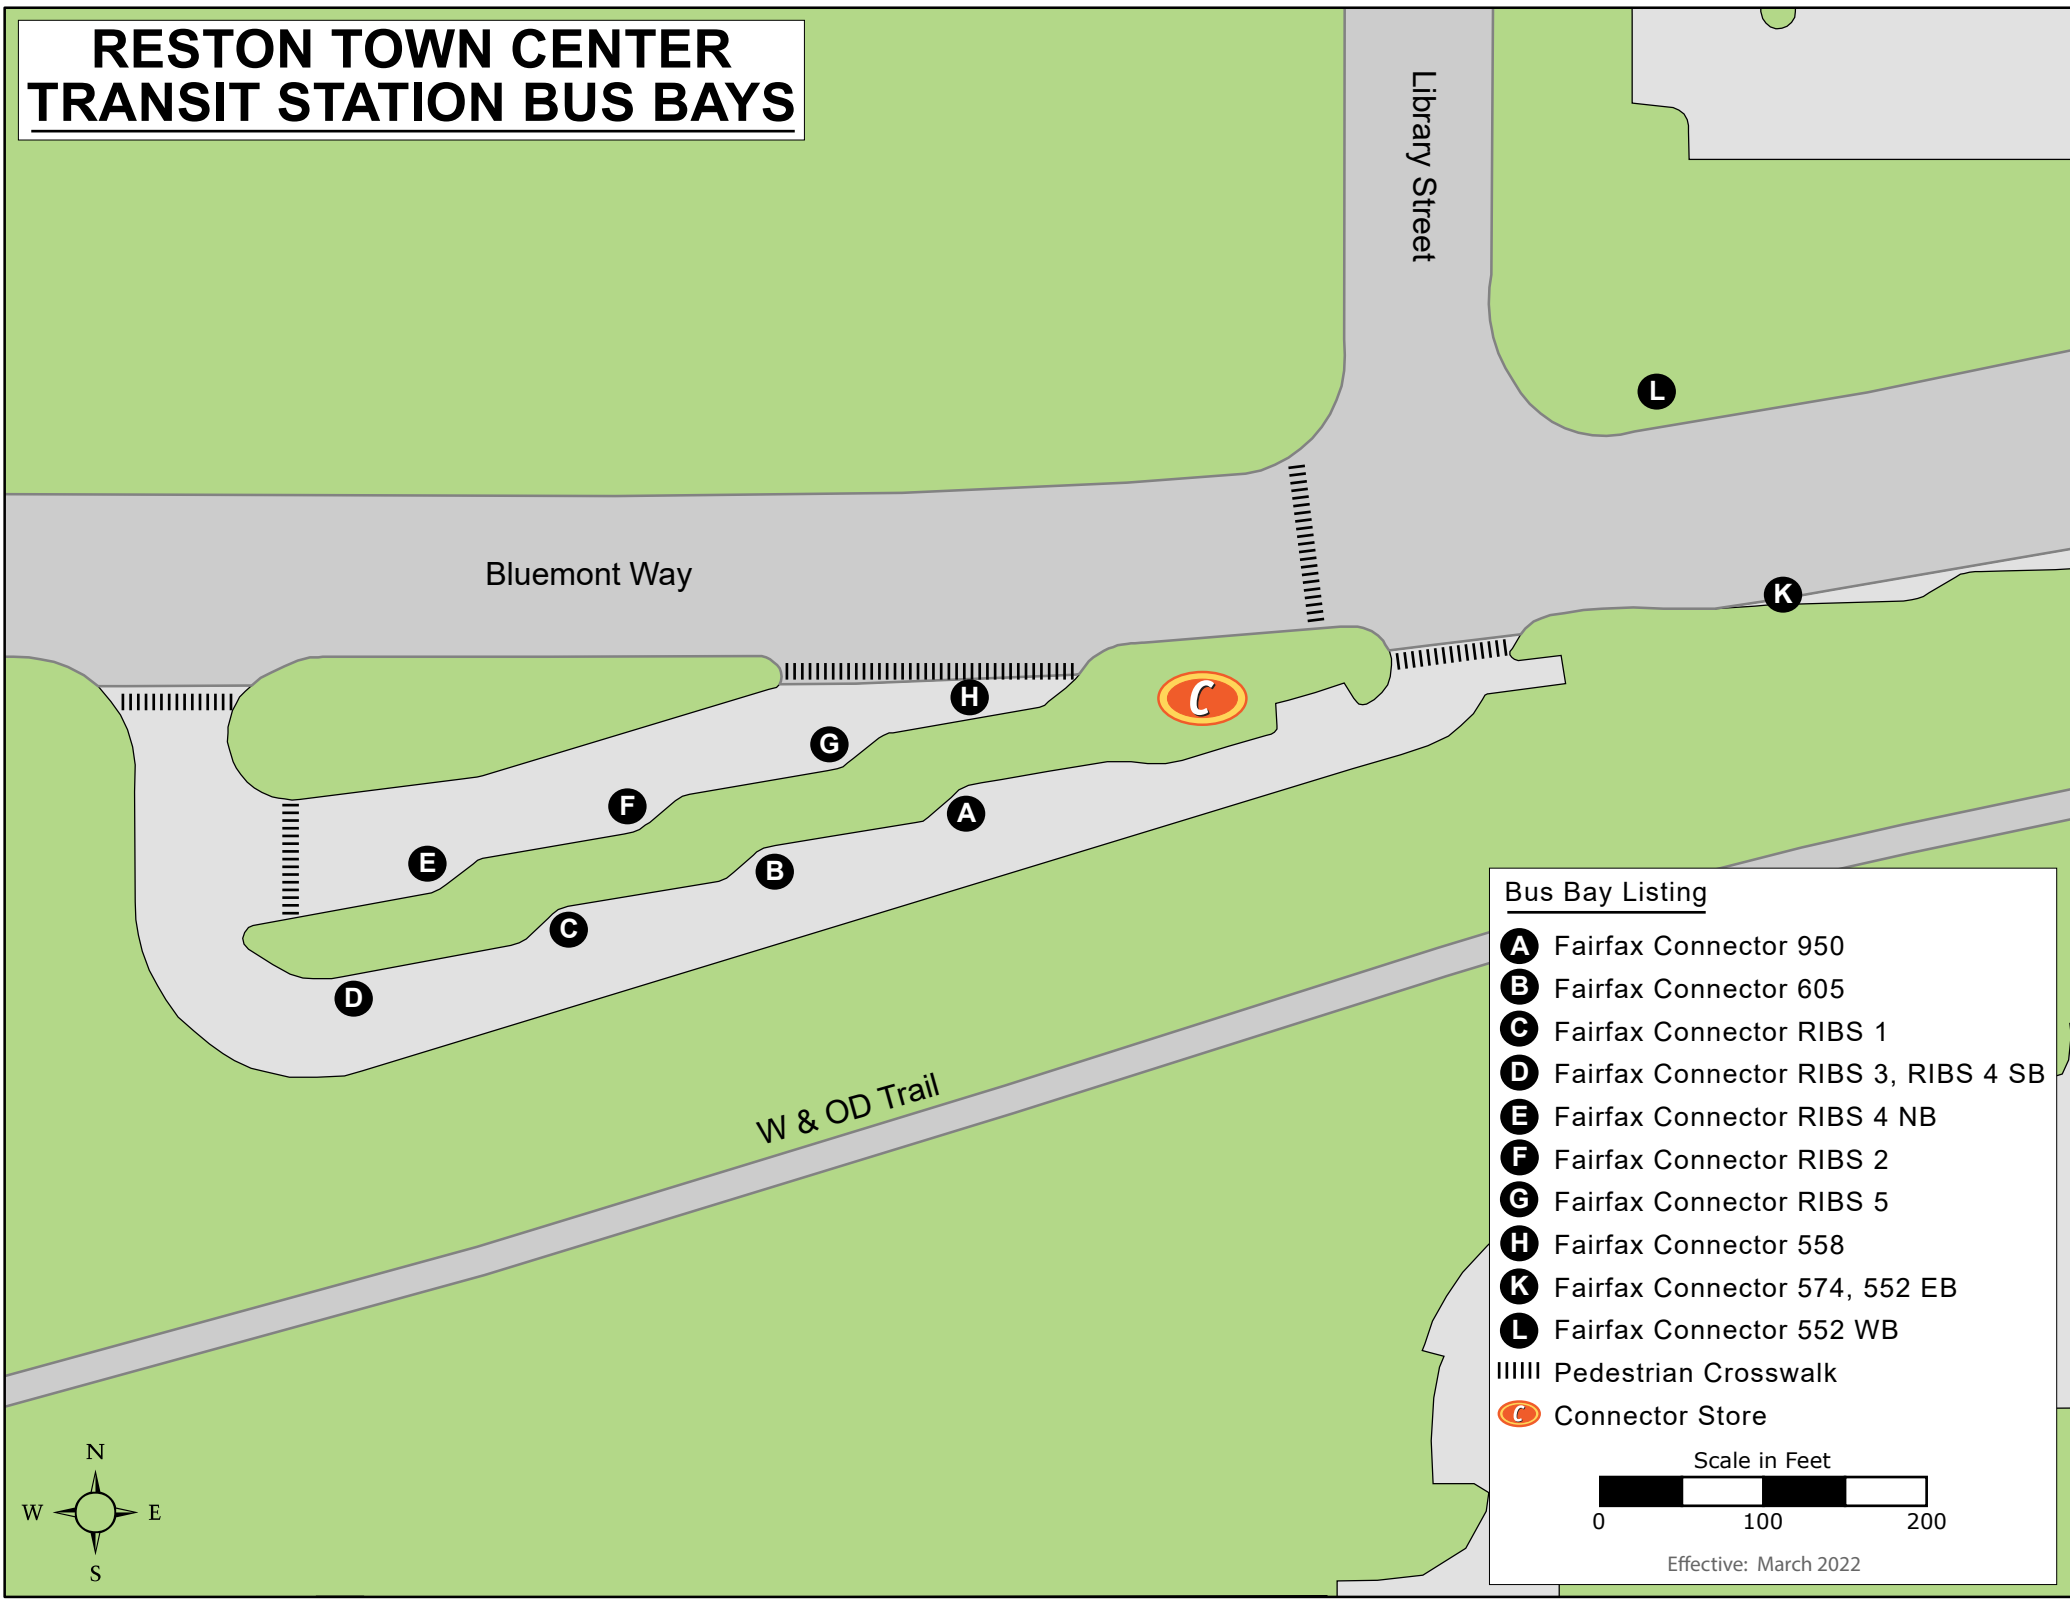 RESTON TOWN CENTER
TRANSIT STATION BUS BAYS
Library Street
L
Bluemont Way
K
H
C
G
F
A
E
B
C
D
W & OD Trail
Bus Bay Listing
A Fairfax Connector 950
B Fairfax Connector 605
C Fairfax Connector RIBS 1
D Fairfax Connector RIBS 3, RIBS 4 SB
E Fairfax Connector RIBS 4 NB
F Fairfax Connector RIBS 2
G Fairfax Connector RIBS 5
H Fairfax Connector 558
K Fairfax Connector 574, 552 EB
L Fairfax Connector 552 WB
Pedestrian Crosswalk
C Connector Store
Scale in Feet
0 100 200
Effective: March 2022
N
W E
S